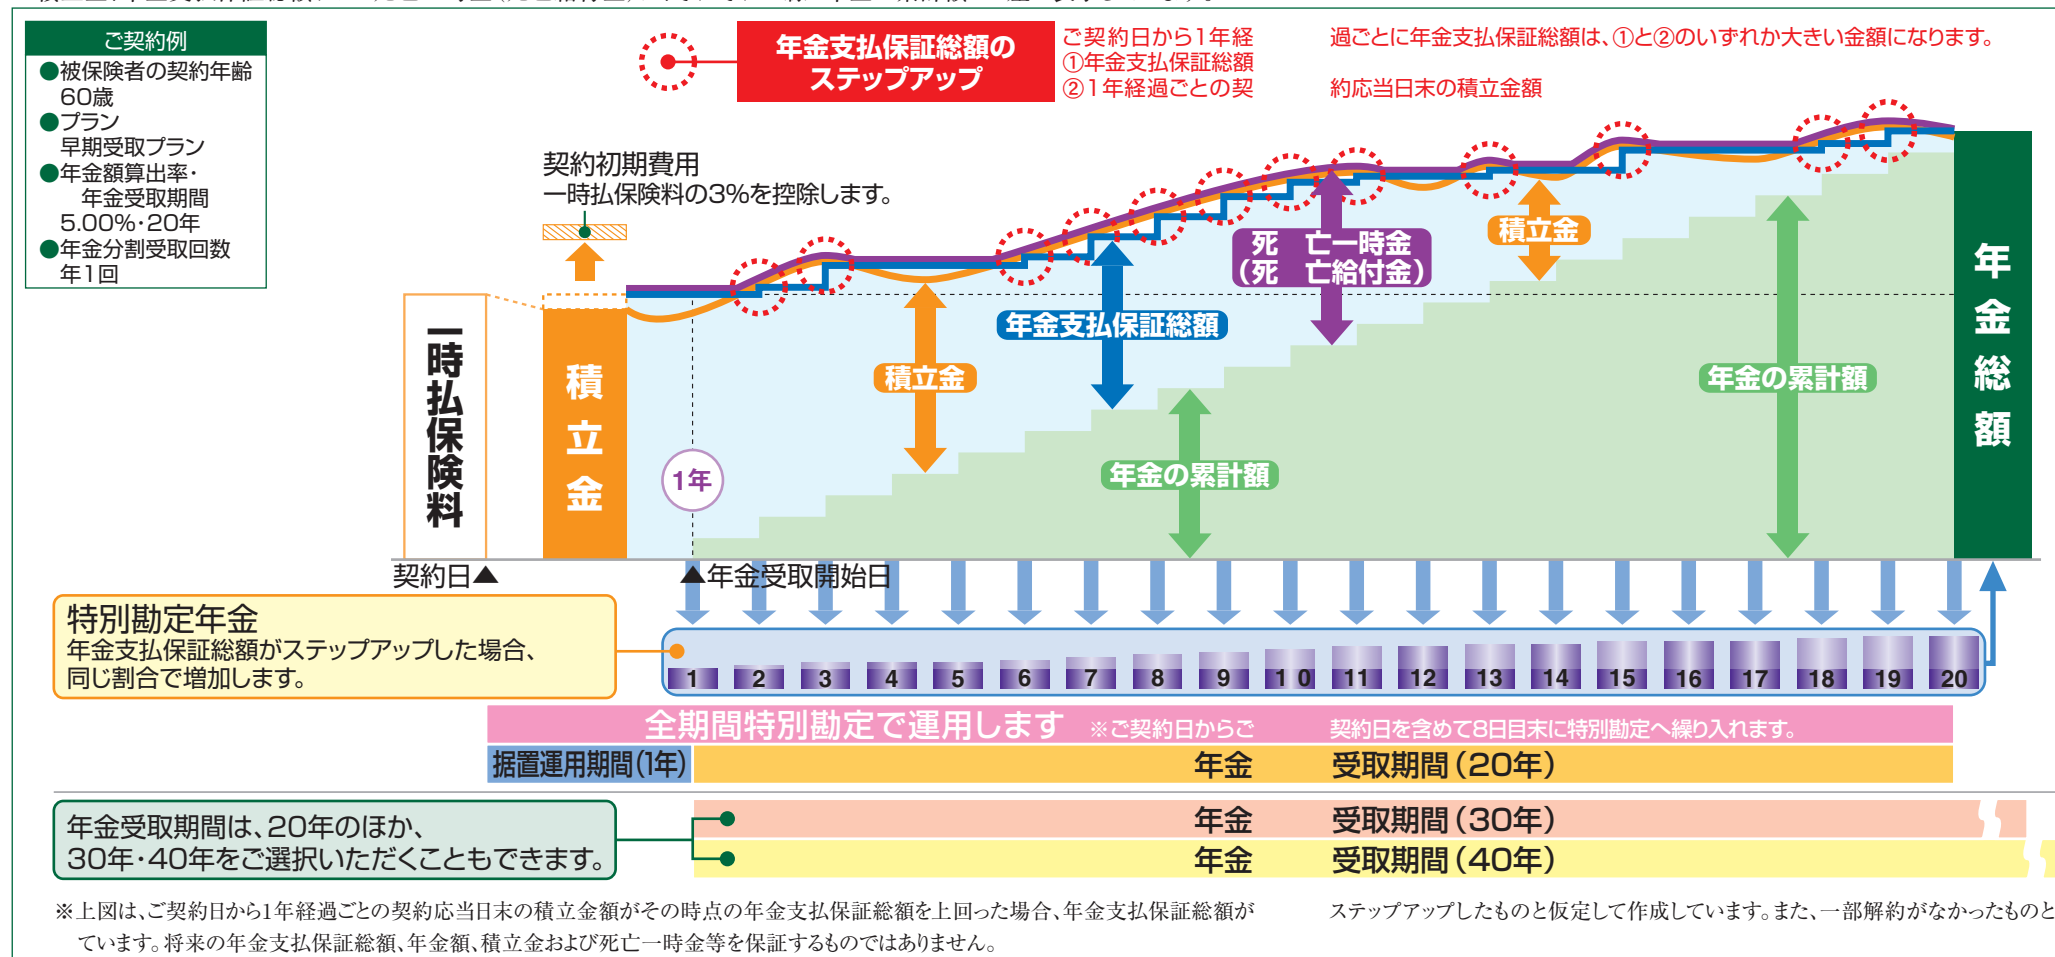 ご契約例
●被保険者の契約年齢
60歳
●プラン
早期受取プラン
●年金額算出率・
年金受取期間
5.00%・20年
●年金分割受取回数
年1回
年金支払保証総額の
ステップアップ
ご契約日から1年経 過ごとに年金支払保証総額は、①と②のいずれか大きい金額になります。
①年金支払保証総額
②1年経過ごとの契 約応当日末の積立金額
契約初期費用
一時払保険料の3%を控除します。
一時払保険料
積立金
1年
積立金
年金支払保証総額
年金の累計額
死 亡一時金
(死 亡給付金)
積立金
年金の累計額
年金総額
契約日▲
▲年金受取開始日
特別勘定年金
年金支払保証総額がステップアップした場合、
同じ割合で増加します。
1 2 3 4 5 6 7 8 9 1 0 11 12 13 14 15 16 17 18 19 20
全期間特別勘定で運用します ※ご契約日からご 契約日を含めて8日目末に特別勘定へ繰り入れます。
据置運用期間(1年) 年金 受取期間(20年)
年金受取期間は、20年のほか、
30年・40年をご選択いただくこともできます。
年金 受取期間(30年)
年金 受取期間(40年)
※上図は、ご契約日から1年経過ごとの契約応当日末の積立金額がその時点の年金支払保証総額を上回った場合、年金支払保証総額が ステップアップしたものと仮定して作成しています。また、一部解約がなかったものと
ています。将来の年金支払保証総額、年金額、積立金および死亡一時金等を保証するものではありません。